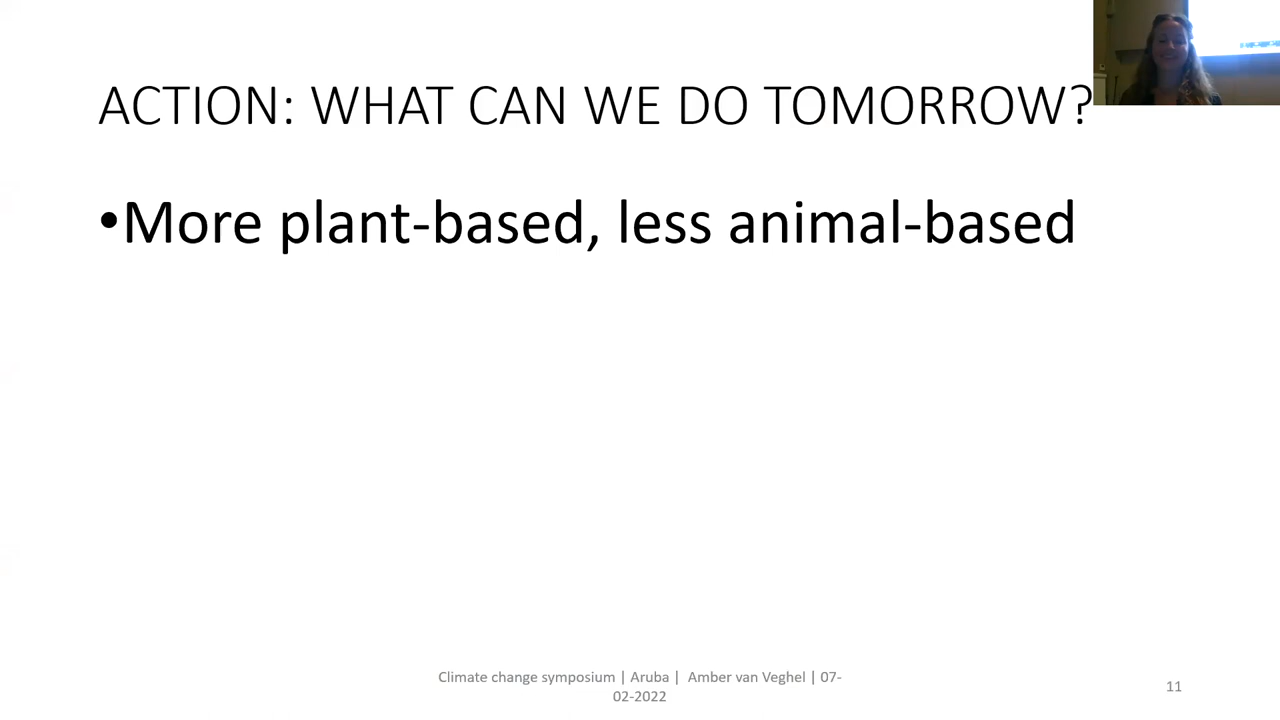 ACTION: WHAT CAN WE DO TOMORROW?
•More plant-based, less animal-based
Climate change symposium | Aruba | Amber van Veghel | 07-
02-2022
11